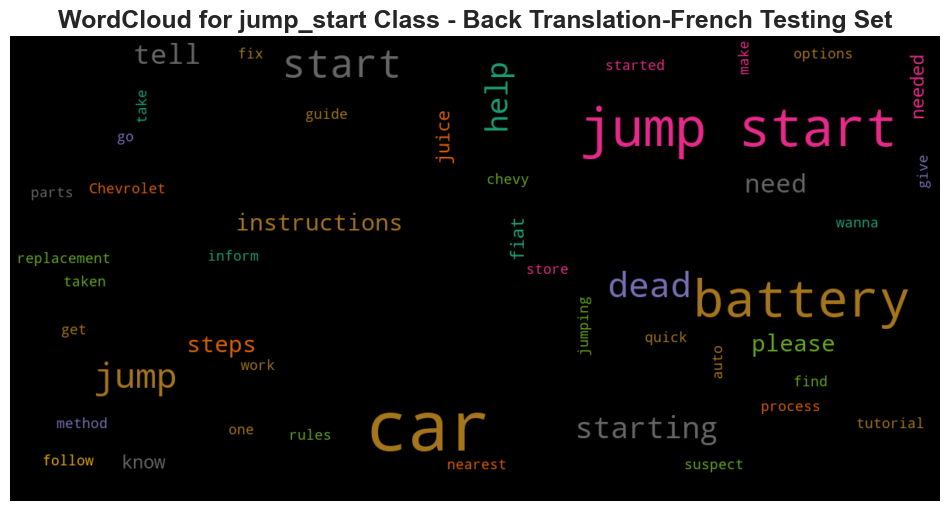 WordCloud for jump_start Class - Back Translation-French Testing Set
tell
fix
start
help
started
make
options
needed
take
guide
juice
jump start
go
parts
Chevrolet
chevy
need
give
instructions
fiat
wanna
replacement
inform
store
taken
dead
battery
get
steps
jumping
quick
please
jump
work
auto
find
method
one
rules
car
starting
process
tutorial
follow
know
nearest
suspect